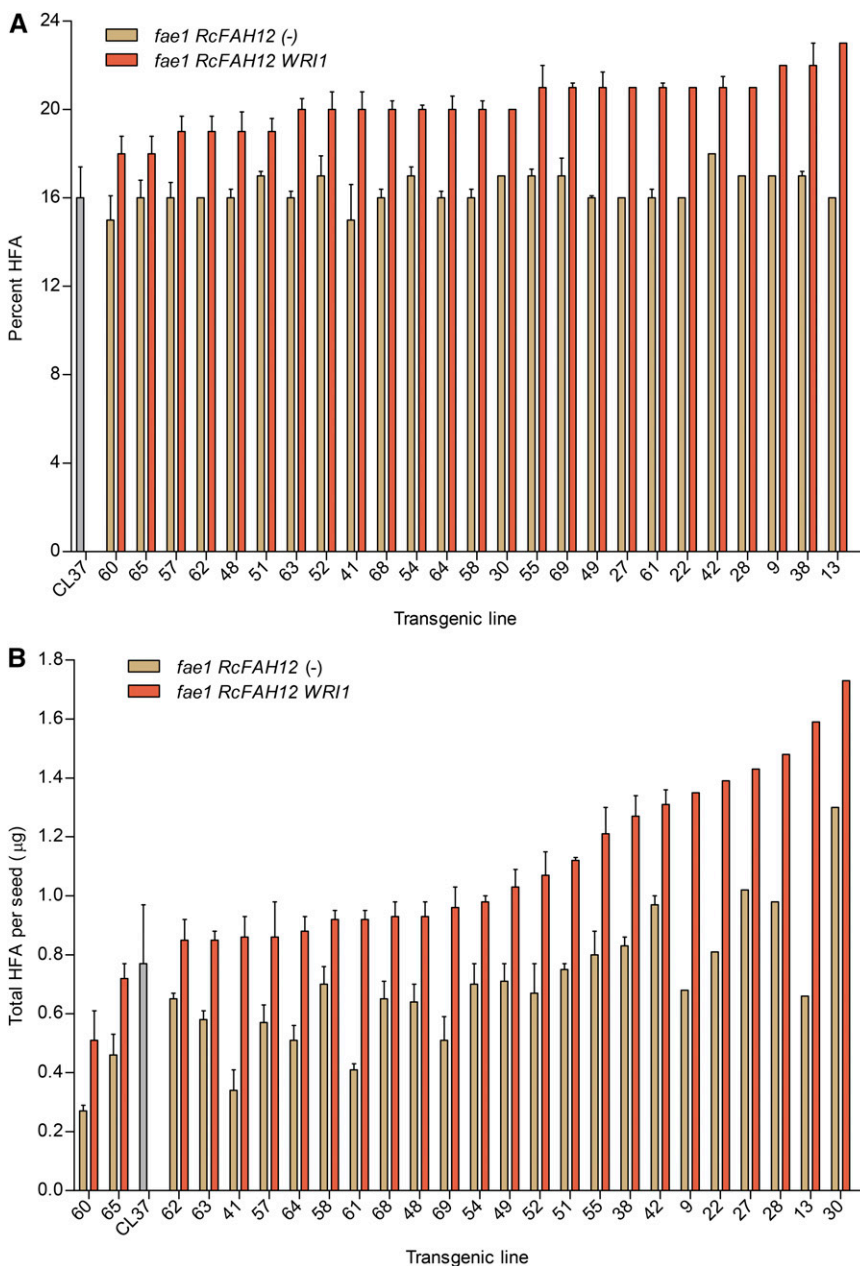 A
fae1 RcFAH12 (-)
fae1 RcFAH12 WRI1
Percent HFA
24
20
16
12
8
4
0
CL37 60 65 57 62 48 51 63 52 41 68 54 64 58 30 55 69 49 27 61 22 42 28 9 38 13
Transgenic line
B
fae1 RcFAH12 (-)
fae1 RcFAH12 WRI1
Total HFA per seed (µg)
1.8
1.6
1.4
1.2
1.0
0.8
0.6
0.4
0.2
0.0
60 65 CL37 62 63 41 57 64 58 61 68 48 69 54 49 52 51 55 38 42 9 22 27 28 13 30
Transgenic line